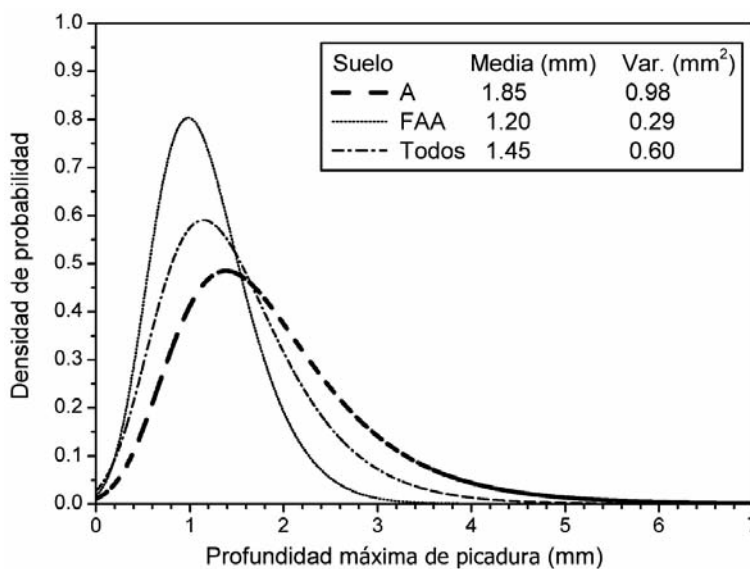 Suelo Media (mm) Var. (mm²)
A 1.85 0.98
FAA 1.20 0.29
Todos 1.45 0.60
Densidad de probabilidad
1.0
0.9
0.8
0.7
0.6
0.5
0.4
0.3
0.2
0.1
0.0
0 1 2 3 4 5 6 7
Profundidad máxima de picadura (mm)